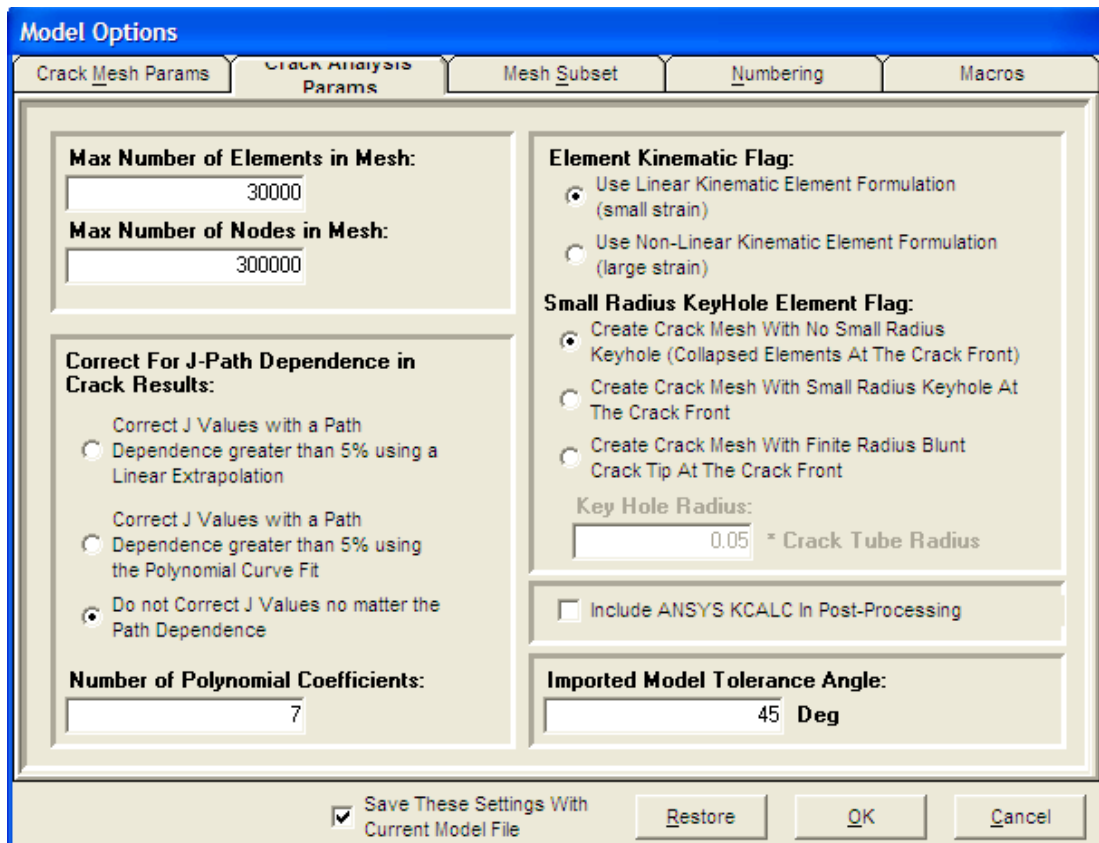 Model Options
Crack Mesh Params
Crack Analysis
Params
Mesh Subset
Numbering
Macros
Max Number of Elements in Mesh:
30000
Max Number of Nodes in Mesh:
300000
Correct For J-Path Dependence in
Crack Results:
Correct J Values with a Path
Dependence greater than 5% using a
Linear Extrapolation
Correct J Values with a Path
Dependence greater than 5% using
the Polynomial Curve Fit
Do not Correct J Values no matter the
Path Dependence
Number of Polynomial Coefficients:
7
Element Kinematic Flag:
Use Linear Kinematic Element Formulation
(small strain)
Use Non-Linear Kinematic Element Formulation
(large strain)
Small Radius KeyHole Element Flag:
Create Crack Mesh With No Small Radius
Keyhole (Collapsed Elements At The Crack Front)
Create Crack Mesh With Small Radius Keyhole At
The Crack Front
Create Crack Mesh With Finite Radius Blunt
Crack Tip At The Crack Front
Key Hole Radius:
0.05 * Crack Tube Radius
Include ANSYS KCALC In Post-Processing
Imported Model Tolerance Angle:
45 Deg
Save These Settings With
Current Model File
Restore
OK
Cancel